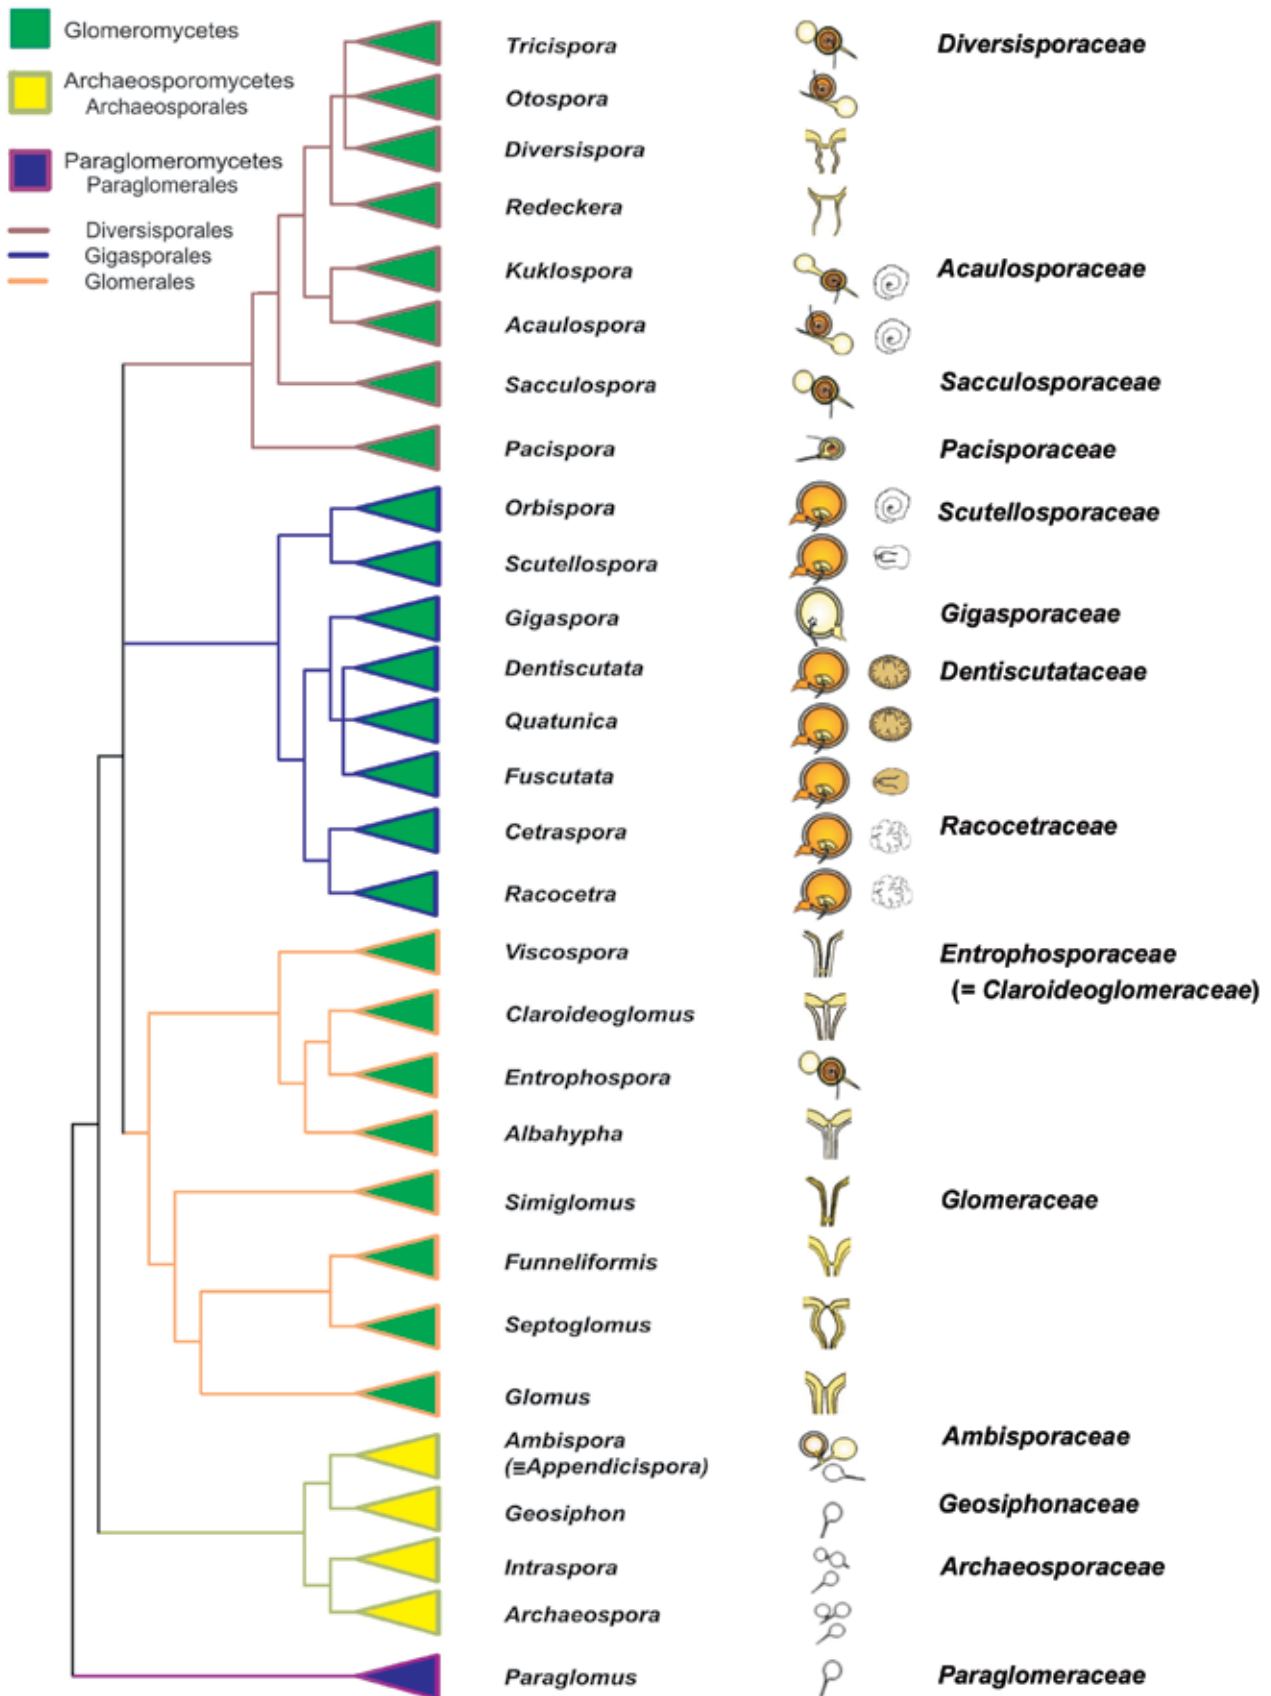 Glomeromycetes
Archaeosporomycetes
Archaeosporales
Paraglomeromycetes
Paraglomerales
Diversisporales
Gigasporales
Glomerales
Tricispora Diversisporaceae
Otospora
Diversispora
Redeckera
Kuklospora Acaulosporaceae
Acaulospora
Sacculospora Sacculosporaceae
Pacispora Pacisporaceae
Orbispora Scutellosporaceae
Scutellospora
Gigaspora Gigasporaceae
Dentiscutata Dentiscutataceae
Quatunica
Fuscutata
Cetraspora Racocetraceae
Racocetra
Viscospora Entrophosporaceae
(= Claroideoglomeraceae)
Claroideoglomus
Entrophospora
Albahypha
Simiglomus Glomeraceae
Funneliformis
Septoglomus
Glomus
Ambispora Ambisporaceae
(≡Appendicispora)
Geosiphon Geosiphonaceae
Intraspora Archaeosporaceae
Archaeospora
Paraglomus Paraglomeraceae